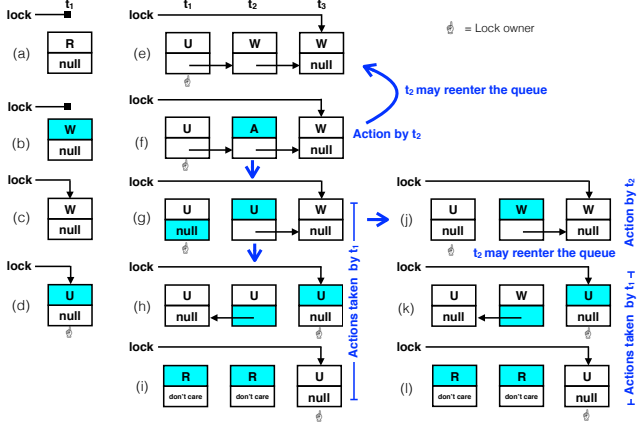 t₁ t₂ t₃
lock
(a) R
null
lock
(b) W
null
lock
(c) W
null
lock
(d) U
null
t₁ t₂ t₃
lock
(e) U W W
null
☝ = Lock owner
t₂ may reenter the queue
Action by t₂
lock
(f) U A W
null
lock
(g) U U W
null null
lock
(h) U U U
null null
lock
(i) R R U
don't care don't care null
Actions taken by t₁
lock
(j) U W W
null null
Action by t₂
t₂ may reenter the queue
lock
(k) U W U
null null
lock
(l) R R U
don't care don't care null
Actions taken by t₁